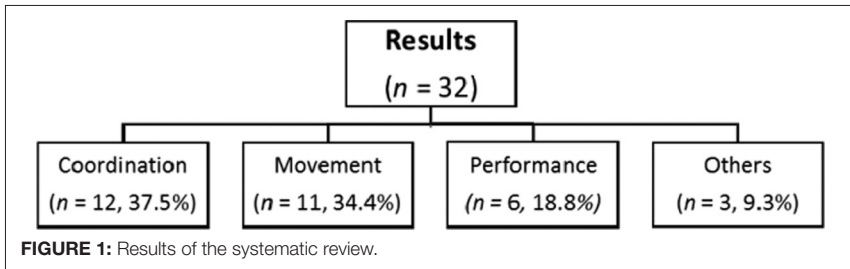 Results
(n = 32)
Coordination
(n = 12, 37.5%)
Movement
(n = 11, 34.4%)
Performance
(n = 6, 18.8%)
Others
(n = 3, 9.3%)
FIGURE 1: Results of the systematic review.